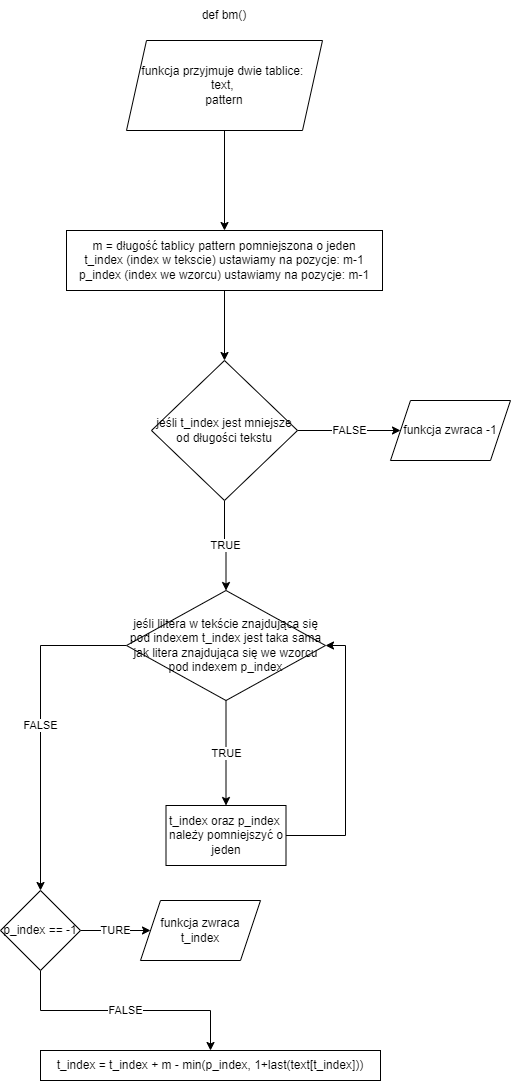 def bm()
funkcja przyjmuje dwie tablice:
text,
pattern
m = długość tablicy pattern pomniejszona o jeden
t_index (index w tekscie) ustawiamy na pozycje: m-1
p_index (index we wzorcu) ustawiamy na pozycje: m-1
jeśli t_index jest mniejsze
od długości tekstu
FALSE
funkcja zwraca -1
TRUE
jeśli liltera w tekście znajdująca się
pod indexem t_index jest taka sama
jak litera znajdująca się we wzorcu
pod indexem p_index
FALSE
TRUE
t_index oraz p_index
należy pomniejszyć o
jeden
p_index == -1
TURE
funkcja zwraca
t_index
FALSE
t_index = t_index + m - min(p_index, 1+last(text[t_index]))